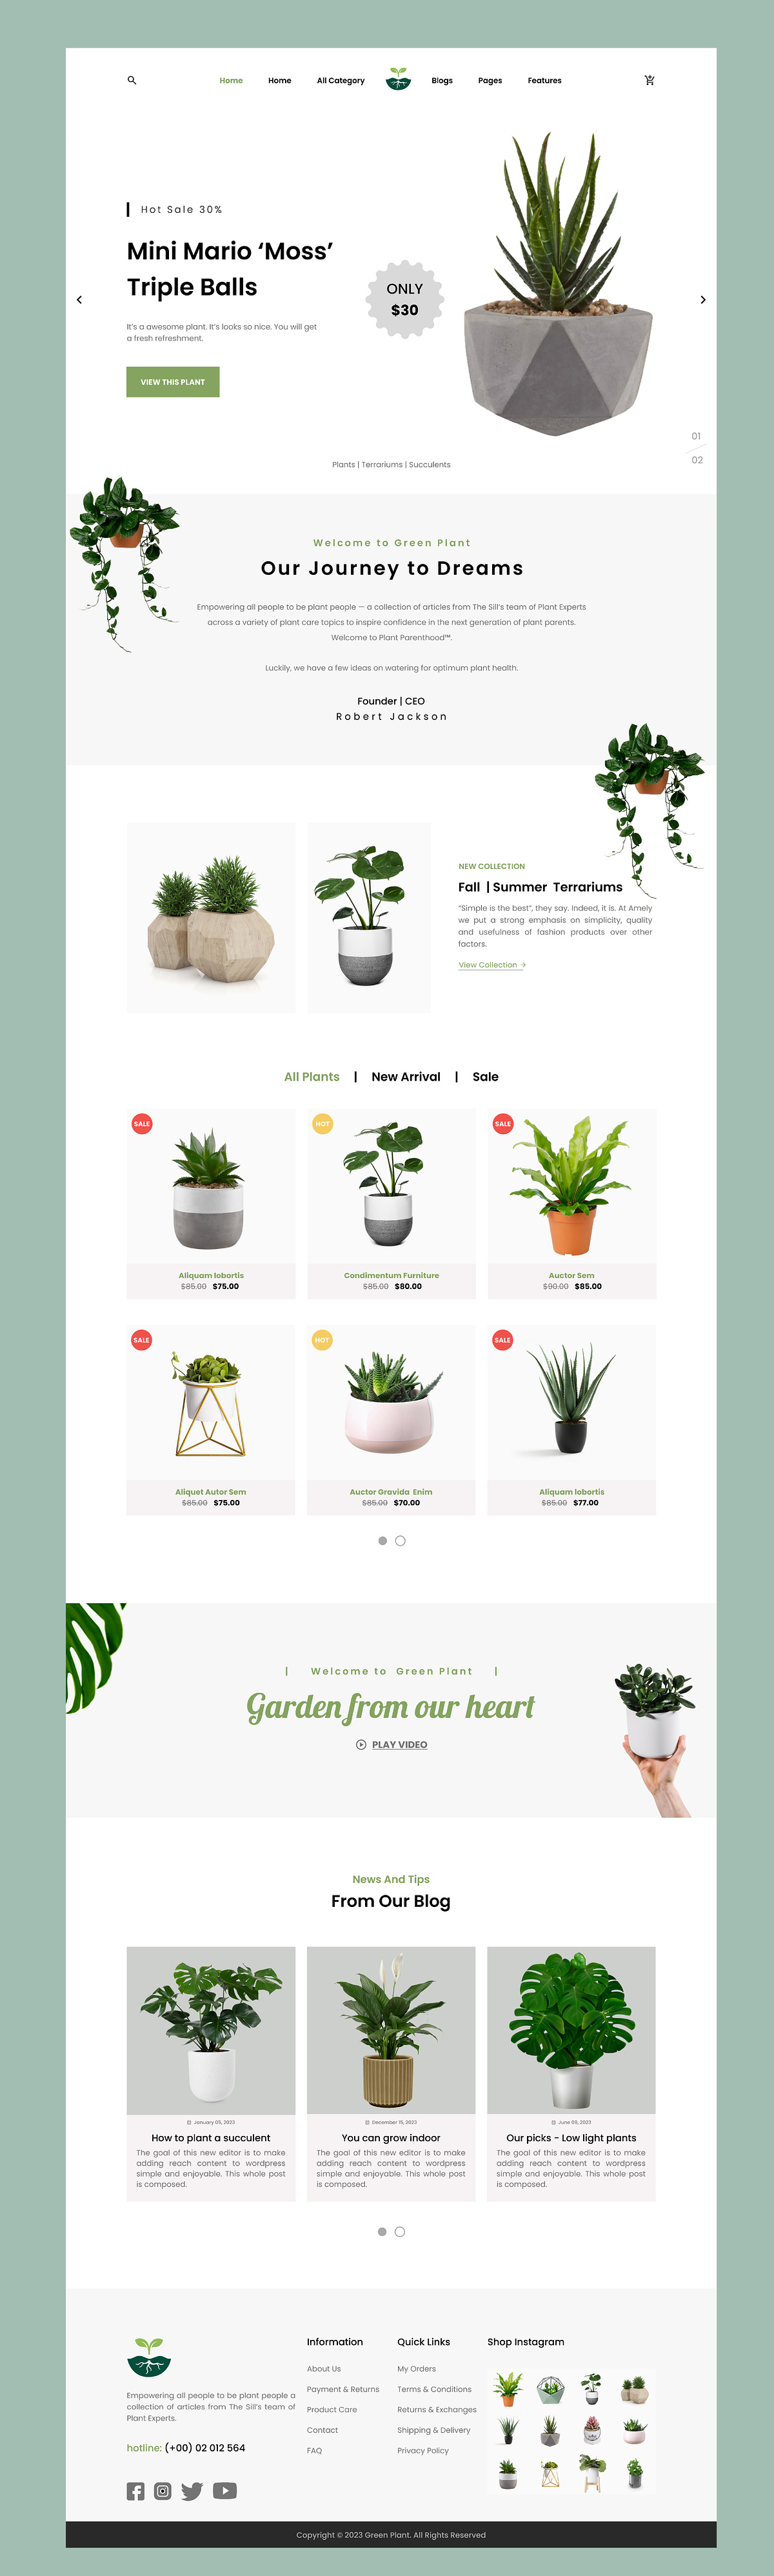 Home Home All Category Blogs Pages Features
Hot Sale 30%
Mini Mario ‘Moss’
Triple Balls
ONLY
$30
It’s a awesome plant. It’s looks so nice. You will get
a fresh refreshment.
VIEW THIS PLANT
01
02
Plants | Terrariums | Succulents
Welcome to Green Plant
Our Journey to Dreams
Empowering all people to be plant people — a collection of articles from The Sill’s team of Plant Experts
across a variety of plant care topics to inspire confidence in the next generation of plant parents.
Welcome to Plant Parenthood™.
Luckily, we have a few ideas on watering for optimum plant health.
Founder | CEO
Robert Jackson
NEW COLLECTION
Fall | Summer Terrariums
“Simple is the best”, they say. Indeed, it is. At Amely
we put a strong emphasis on simplicity, quality
and usefulness of fashion products over other
factors.
View Collection →
All Plants | New Arrival | Sale
SALE
Aliquam lobortis
$85.00 $75.00
HOT
Condimentum Furniture
$85.00 $80.00
SALE
Auctor Sem
$90.00 $85.00
SALE
Aliquet Autor Sem
$85.00 $75.00
HOT
Auctor Gravida Enim
$85.00 $70.00
SALE
Aliquam lobortis
$85.00 $77.00
| Welcome to Green Plant |
Garden from our heart
PLAY VIDEO
News And Tips
From Our Blog
January 05, 2023
How to plant a succulent
The goal of this new editor is to make
adding reach content to wordpress
simple and enjoyable. This whole post
is composed.
December 15, 2023
You can grow indoor
The goal of this new editor is to make
adding reach content to wordpress
simple and enjoyable. This whole post
is composed.
June 09, 2023
Our picks - Low light plants
The goal of this new editor is to make
adding reach content to wordpress
simple and enjoyable. This whole post
is composed.
Empowering all people to be plant people a
collection of articles from The Sill’s team of
Plant Experts.
hotline: (+00) 02 012 564
Information
About Us
Payment & Returns
Product Care
Contact
FAQ
Quick Links
My Orders
Terms & Conditions
Returns & Exchanges
Shipping & Delivery
Privacy Policy
Shop Instagram
Copyright © 2023 Green Plant. All Rights Reserved